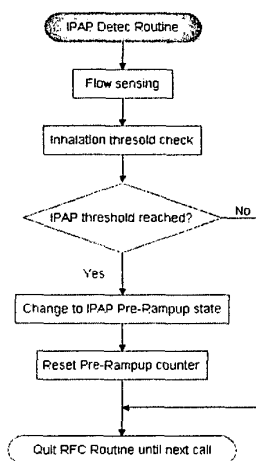 IPAP Detec Routine
Flow sensing
Inhalation thresold check
IPAP threshold reached?
No
Yes
Change to IPAP Pre-Rampup state
Reset Pre-Rampup counter
Quit RFC Routine until next call